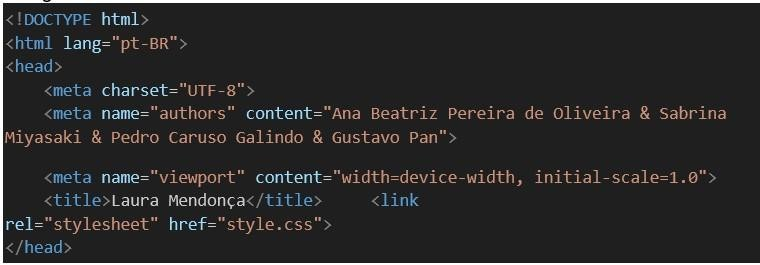 <!DOCTYPE html>
<html lang="pt-BR">
<head>
    <meta charset="UTF-8">
    <meta name="authors" content="Ana Beatriz Pereira de Oliveira & Sabrina
Miyasaki & Pedro Caruso Galindo & Gustavo Pan">
    <meta name="viewport" content="width=device-width, initial-scale=1.0">
    <title>Laura Mendonça</title>     <link
rel="stylesheet" href="style.css">
</head>